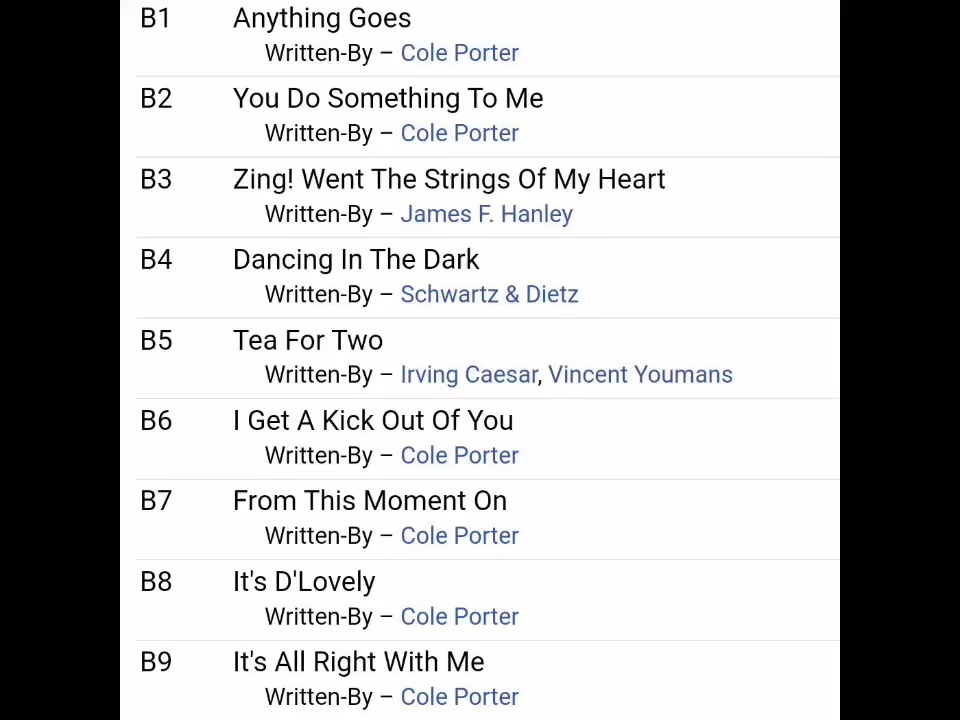 B1 Anything Goes
Written-By – Cole Porter
B2 You Do Something To Me
Written-By – Cole Porter
B3 Zing! Went The Strings Of My Heart
Written-By – James F. Hanley
B4 Dancing In The Dark
Written-By – Schwartz & Dietz
B5 Tea For Two
Written-By – Irving Caesar, Vincent Youmans
B6 I Get A Kick Out Of You
Written-By – Cole Porter
B7 From This Moment On
Written-By – Cole Porter
B8 It's D'Lovely
Written-By – Cole Porter
B9 It's All Right With Me
Written-By – Cole Porter